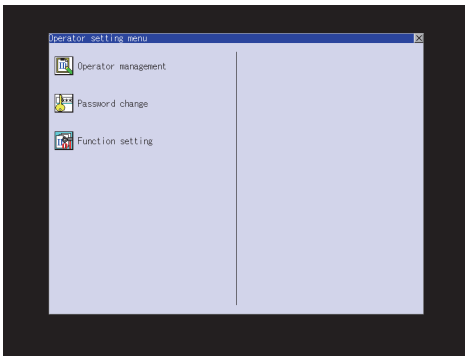 Operator setting menu
Operator management
Password change
Function setting